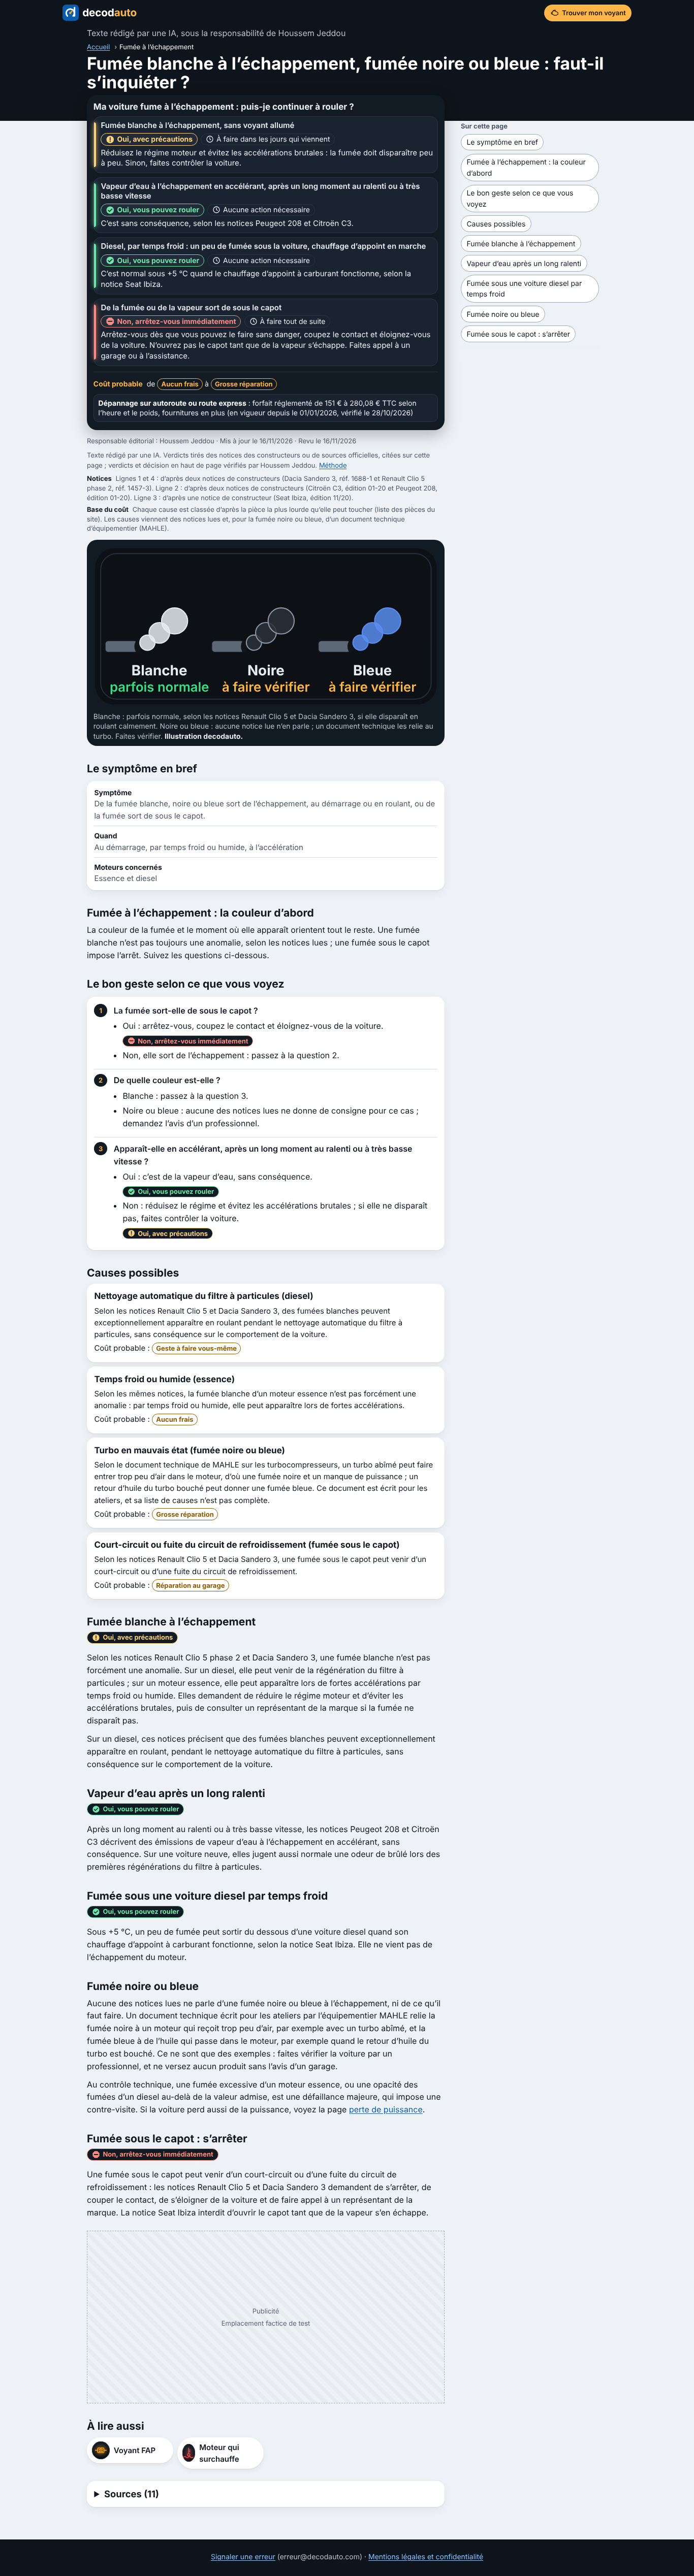 decodauto
Trouver mon voyant
Texte rédigé par une IA, sous la responsabilité de Houssem Jeddou
Accueil › Fumée à l’échappement
Fumée blanche à l’échappement, fumée noire ou bleue : faut-il
s’inquiéter ?
Ma voiture fume à l’échappement : puis-je continuer à rouler ?
Fumée blanche à l’échappement, sans voyant allumé
Oui, avec précautions À faire dans les jours qui viennent
Réduisez le régime moteur et évitez les accélérations brutales : la fumée doit disparaître peu
à peu. Sinon, faites contrôler la voiture.
Vapeur d’eau à l’échappement en accélérant, après un long moment au ralenti ou à très
basse vitesse
Oui, vous pouvez rouler Aucune action nécessaire
C’est sans conséquence, selon les notices Peugeot 208 et Citroën C3.
Diesel, par temps froid : un peu de fumée sous la voiture, chauffage d’appoint en marche
Oui, vous pouvez rouler Aucune action nécessaire
C’est normal sous +5 °C quand le chauffage d’appoint à carburant fonctionne, selon la
notice Seat Ibiza.
De la fumée ou de la vapeur sort de sous le capot
Non, arrêtez-vous immédiatement À faire tout de suite
Arrêtez-vous dès que vous pouvez le faire sans danger, coupez le contact et éloignez-vous
de la voiture. N’ouvrez pas le capot tant que de la vapeur s’échappe. Faites appel à un
garage ou à l’assistance.
Coût probable de Aucun frais à Grosse réparation
Dépannage sur autoroute ou route express : forfait réglementé de 151 € à 280,08 € TTC selon
l’heure et le poids, fournitures en plus (en vigueur depuis le 01/01/2026, vérifié le 28/10/2026)
Sur cette page
Le symptôme en bref
Fumée à l’échappement : la couleur
d’abord
Le bon geste selon ce que vous
voyez
Causes possibles
Fumée blanche à l’échappement
Vapeur d’eau après un long ralenti
Fumée sous une voiture diesel par
temps froid
Fumée noire ou bleue
Fumée sous le capot : s’arrêter
Responsable éditorial : Houssem Jeddou · Mis à jour le 16/11/2026 · Revu le 16/11/2026
Texte rédigé par une IA. Verdicts tirés des notices des constructeurs ou de sources officielles, citées sur cette
page ; verdicts et décision en haut de page vérifiés par Houssem Jeddou. Méthode
Notices Lignes 1 et 4 : d’après deux notices de constructeurs (Dacia Sandero 3, réf. 1688-1 et Renault Clio 5
phase 2, réf. 1457-3). Ligne 2 : d’après deux notices de constructeurs (Citroën C3, édition 01-20 et Peugeot 208,
édition 01-20). Ligne 3 : d’après une notice de constructeur (Seat Ibiza, édition 11/20).
Base du coût Chaque cause est classée d’après la pièce la plus lourde qu’elle peut toucher (liste des pièces du
site). Les causes viennent des notices lues et, pour la fumée noire ou bleue, d’un document technique
d’équipementier (MAHLE).
Blanche
parfois normale
Noire
à faire vérifier
Bleue
à faire vérifier
Blanche : parfois normale, selon les notices Renault Clio 5 et Dacia Sandero 3, si elle disparaît en
roulant calmement. Noire ou bleue : aucune notice lue n’en parle ; un document technique les relie au
turbo. Faites vérifier. Illustration decodauto.
Le symptôme en bref
Symptôme
De la fumée blanche, noire ou bleue sort de l’échappement, au démarrage ou en roulant, ou de
la fumée sort de sous le capot.
Quand
Au démarrage, par temps froid ou humide, à l’accélération
Moteurs concernés
Essence et diesel
Fumée à l’échappement : la couleur d’abord
La couleur de la fumée et le moment où elle apparaît orientent tout le reste. Une fumée
blanche n’est pas toujours une anomalie, selon les notices lues ; une fumée sous le capot
impose l’arrêt. Suivez les questions ci-dessous.
Le bon geste selon ce que vous voyez
1 La fumée sort-elle de sous le capot ?
• Oui : arrêtez-vous, coupez le contact et éloignez-vous de la voiture.
Non, arrêtez-vous immédiatement
• Non, elle sort de l’échappement : passez à la question 2.
2 De quelle couleur est-elle ?
• Blanche : passez à la question 3.
• Noire ou bleue : aucune des notices lues ne donne de consigne pour ce cas ;
demandez l’avis d’un professionnel.
3 Apparaît-elle en accélérant, après un long moment au ralenti ou à très basse
vitesse ?
• Oui : c’est de la vapeur d’eau, sans conséquence.
Oui, vous pouvez rouler
• Non : réduisez le régime et évitez les accélérations brutales ; si elle ne disparaît
pas, faites contrôler la voiture.
Oui, avec précautions
Causes possibles
Nettoyage automatique du filtre à particules (diesel)
Selon les notices Renault Clio 5 et Dacia Sandero 3, des fumées blanches peuvent
exceptionnellement apparaître en roulant pendant le nettoyage automatique du filtre à
particules, sans conséquence sur le comportement de la voiture.
Coût probable : Geste à faire vous-même
Temps froid ou humide (essence)
Selon les mêmes notices, la fumée blanche d’un moteur essence n’est pas forcément une
anomalie : par temps froid ou humide, elle peut apparaître lors de fortes accélérations.
Coût probable : Aucun frais
Turbo en mauvais état (fumée noire ou bleue)
Selon le document technique de MAHLE sur les turbocompresseurs, un turbo abîmé peut faire
entrer trop peu d’air dans le moteur, d’où une fumée noire et un manque de puissance ; un
retour d’huile du turbo bouché peut donner une fumée bleue. Ce document est écrit pour les
ateliers, et sa liste de causes n’est pas complète.
Coût probable : Grosse réparation
Court-circuit ou fuite du circuit de refroidissement (fumée sous le capot)
Selon les notices Renault Clio 5 et Dacia Sandero 3, une fumée sous le capot peut venir d’un
court-circuit ou d’une fuite du circuit de refroidissement.
Coût probable : Réparation au garage
Fumée blanche à l’échappement
Oui, avec précautions
Selon les notices Renault Clio 5 phase 2 et Dacia Sandero 3, une fumée blanche n’est pas
forcément une anomalie. Sur un diesel, elle peut venir de la régénération du filtre à
particules ; sur un moteur essence, elle peut apparaître lors de fortes accélérations par
temps froid ou humide. Elles demandent de réduire le régime moteur et d’éviter les
accélérations brutales, puis de consulter un représentant de la marque si la fumée ne
disparaît pas.
Sur un diesel, ces notices précisent que des fumées blanches peuvent exceptionnellement
apparaître en roulant, pendant le nettoyage automatique du filtre à particules, sans
conséquence sur le comportement de la voiture.
Vapeur d’eau après un long ralenti
Oui, vous pouvez rouler
Après un long moment au ralenti ou à très basse vitesse, les notices Peugeot 208 et Citroën
C3 décrivent des émissions de vapeur d’eau à l’échappement en accélérant, sans
conséquence. Sur une voiture neuve, elles jugent aussi normale une odeur de brûlé lors des
premières régénérations du filtre à particules.
Fumée sous une voiture diesel par temps froid
Oui, vous pouvez rouler
Sous +5 °C, un peu de fumée peut sortir du dessous d’une voiture diesel quand son
chauffage d’appoint à carburant fonctionne, selon la notice Seat Ibiza. Elle ne vient pas de
l’échappement du moteur.
Fumée noire ou bleue
Aucune des notices lues ne parle d’une fumée noire ou bleue à l’échappement, ni de ce qu’il
faut faire. Un document technique écrit pour les ateliers par l’équipementier MAHLE relie la
fumée noire à un moteur qui reçoit trop peu d’air, par exemple avec un turbo abîmé, et la
fumée bleue à de l’huile qui passe dans le moteur, par exemple quand le retour d’huile du
turbo est bouché. Ce ne sont que des exemples : faites vérifier la voiture par un
professionnel, et ne versez aucun produit sans l’avis d’un garage.
Au contrôle technique, une fumée excessive d’un moteur essence, ou une opacité des
fumées d’un diesel au-delà de la valeur admise, est une défaillance majeure, qui impose une
contre-visite. Si la voiture perd aussi de la puissance, voyez la page perte de puissance.
Fumée sous le capot : s’arrêter
Non, arrêtez-vous immédiatement
Une fumée sous le capot peut venir d’un court-circuit ou d’une fuite du circuit de
refroidissement : les notices Renault Clio 5 et Dacia Sandero 3 demandent de s’arrêter, de
couper le contact, de s’éloigner de la voiture et de faire appel à un représentant de la
marque. La notice Seat Ibiza interdit d’ouvrir le capot tant que de la vapeur s’en échappe.
Publicité
Emplacement factice de test
À lire aussi
Voyant FAP
Moteur qui
surchauffe
Sources (11)
Signaler une erreur (erreur@decodauto.com) · Mentions légales et confidentialité